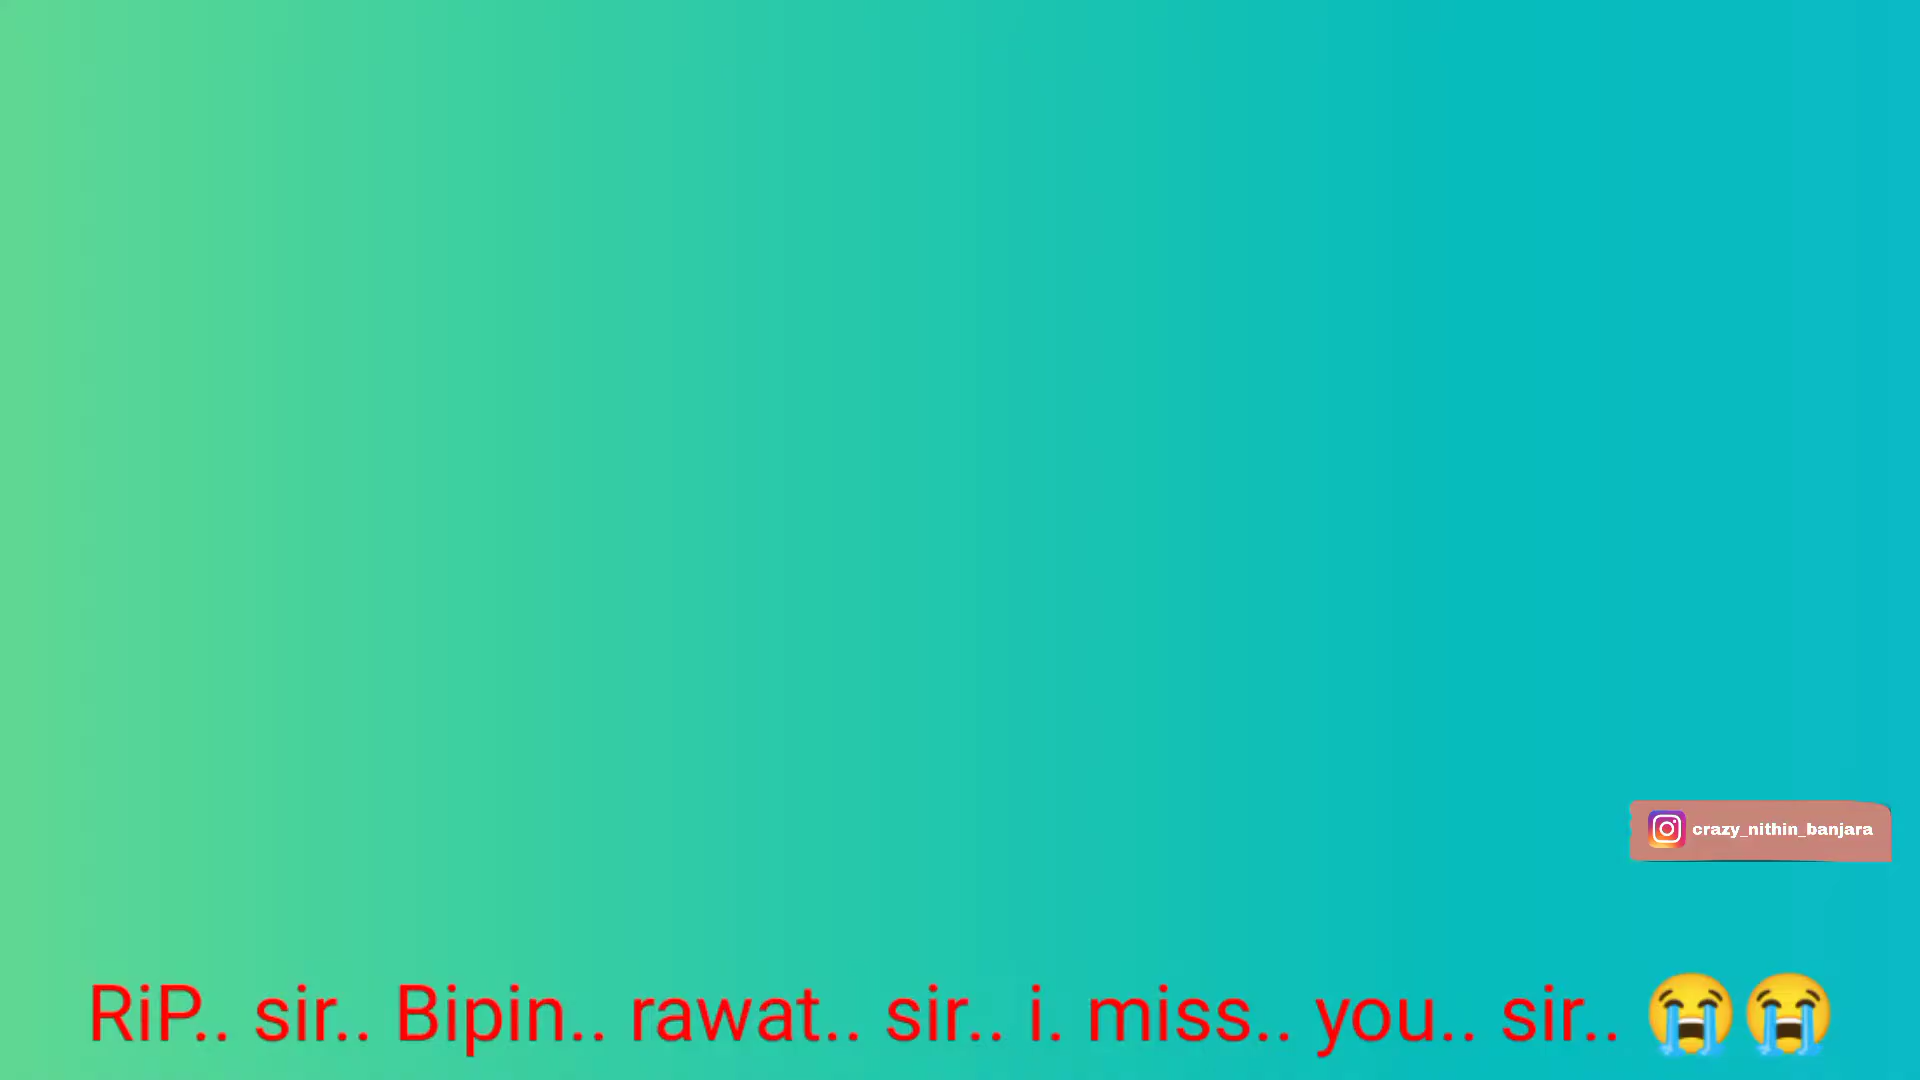 crazy_nithin_banjara
RiP.. sir.. Bipin.. rawat.. sir.. i. miss.. you.. sir.. 😭😭